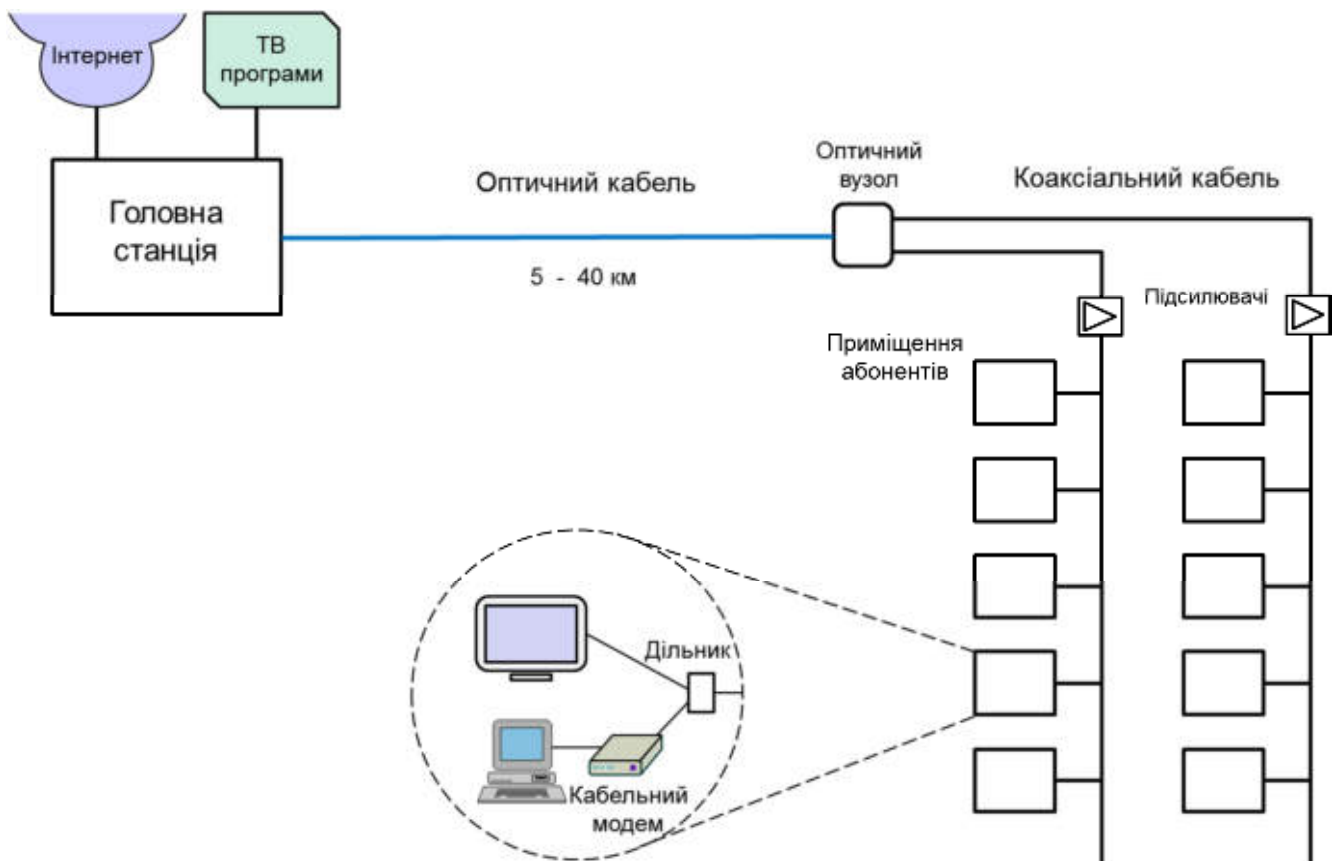 Інтернет
ТВ
програми
Головна
станція
Оптичний кабель
5 - 40 км
Оптичний
вузол
Коаксіальний кабель
Підсилювачі
Приміщення
абонентів
Дільник
Кабельний
модем